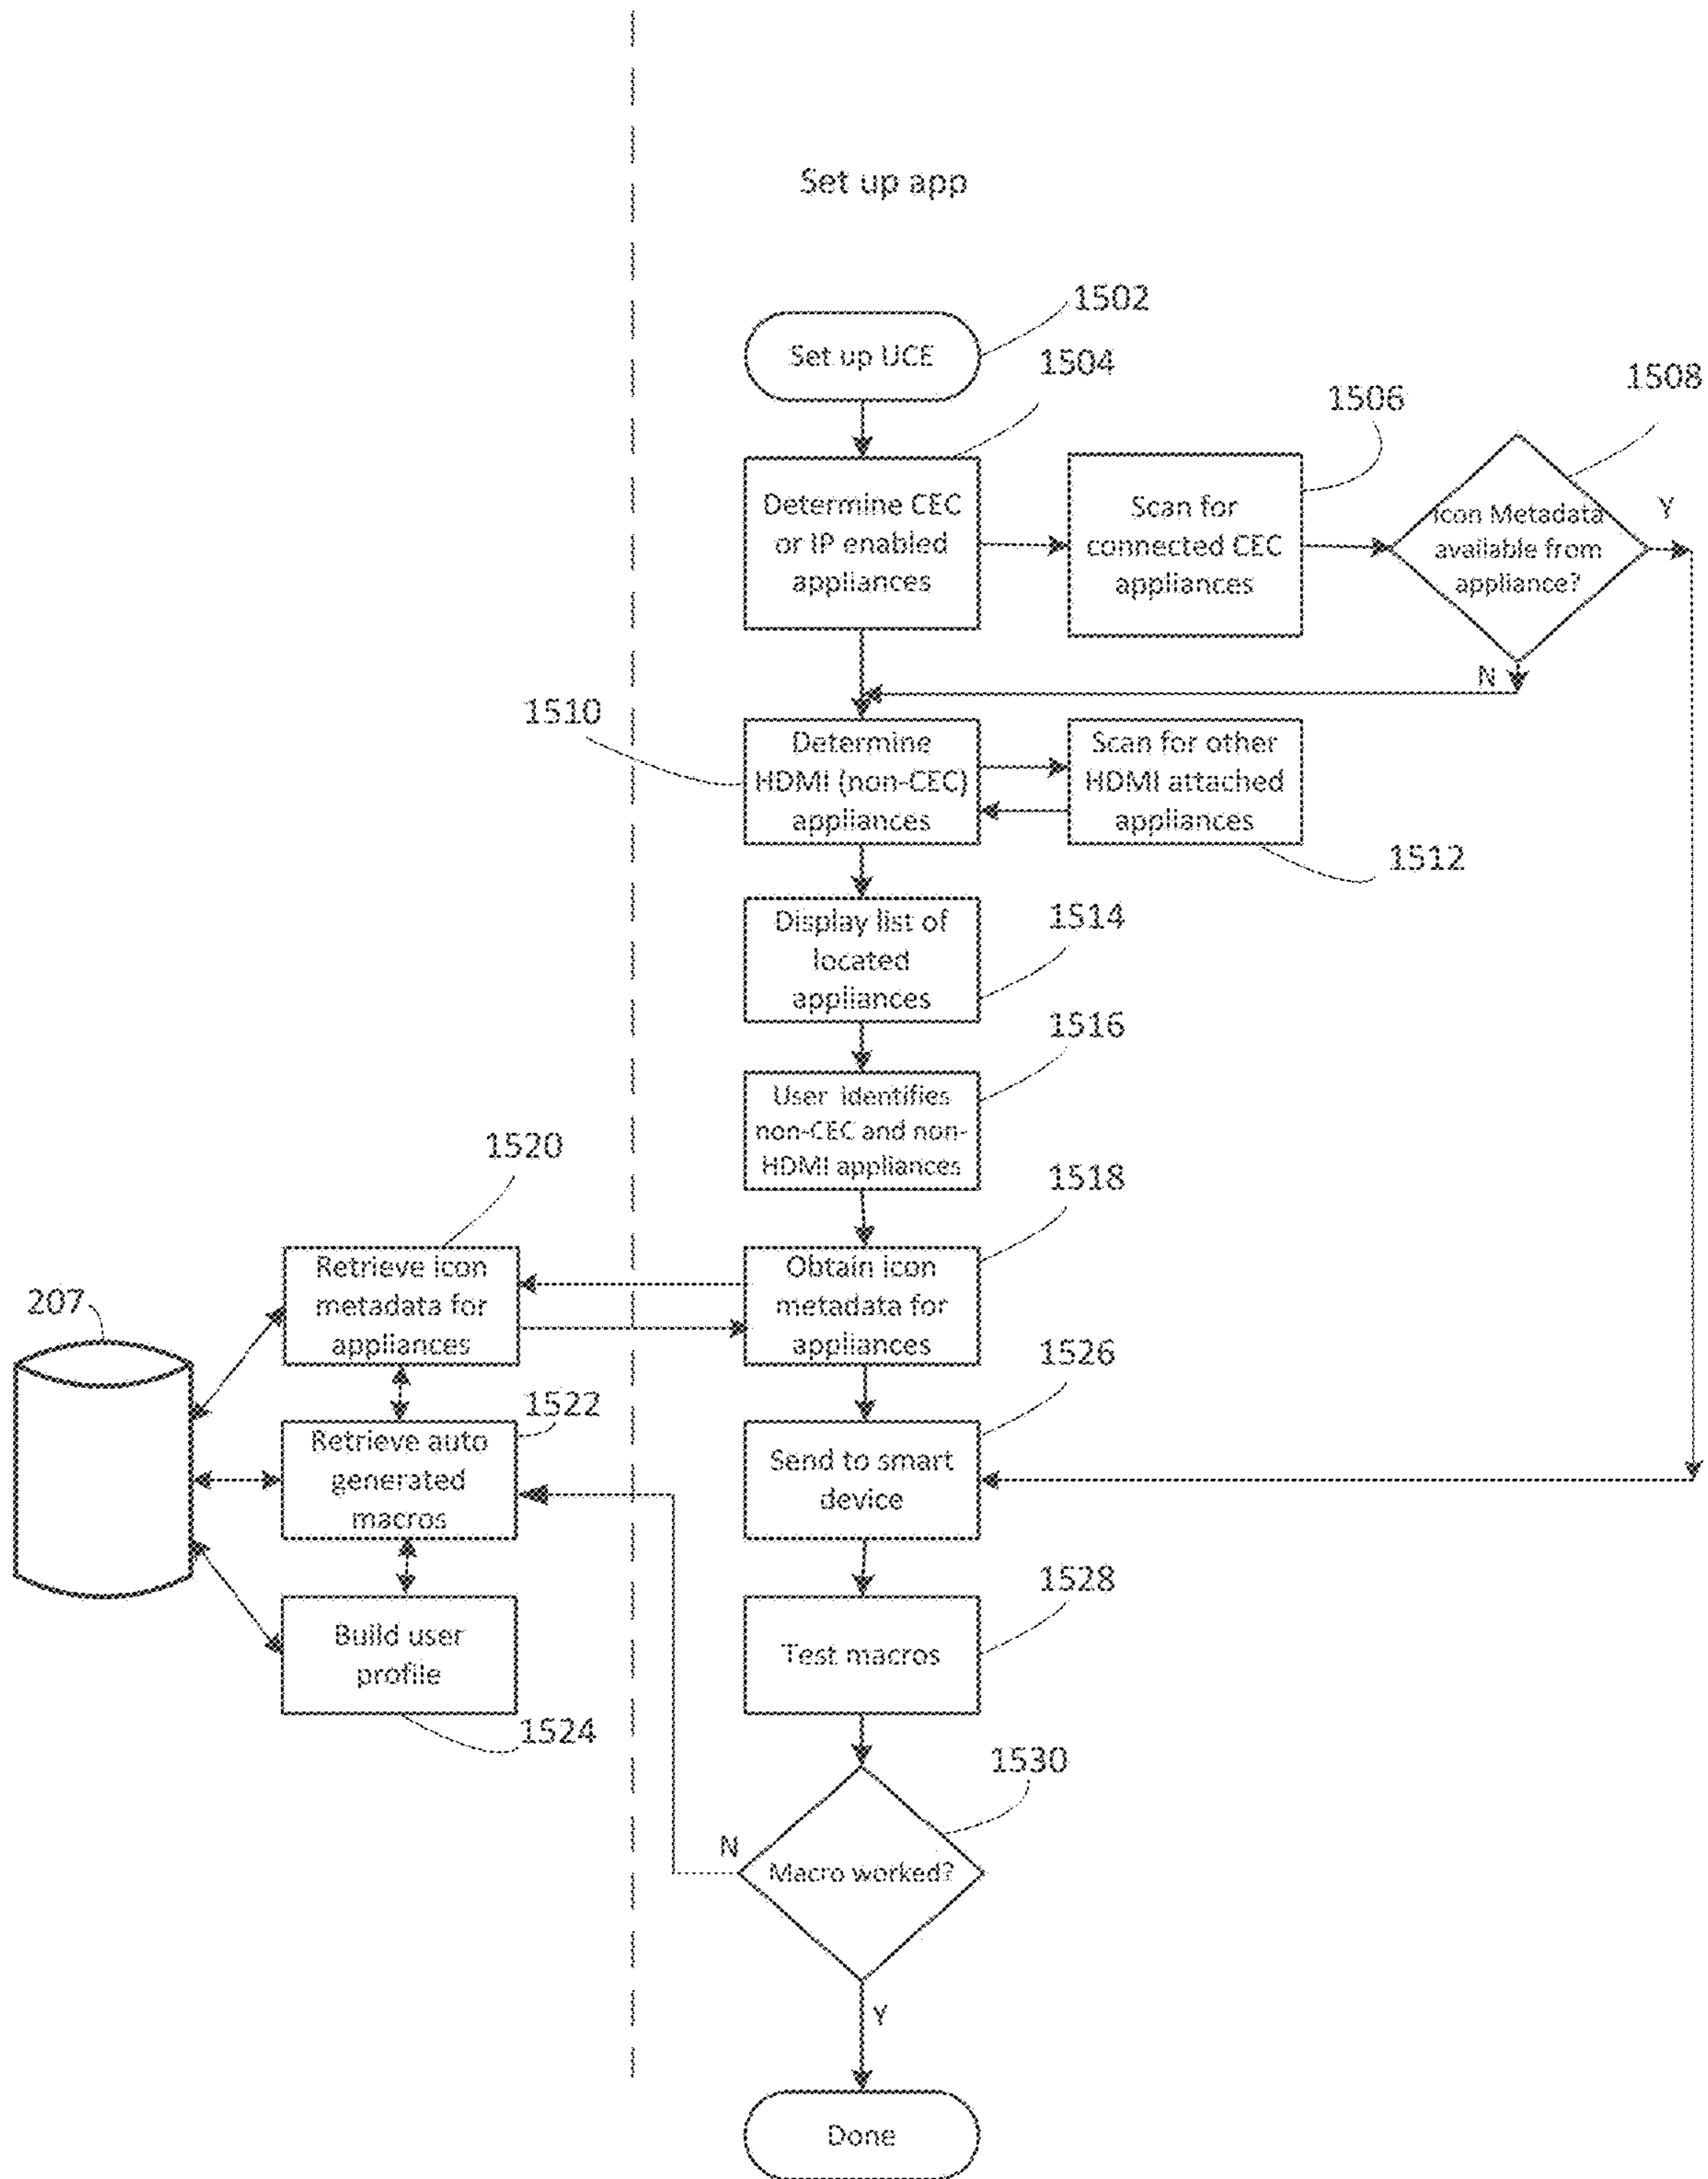 Set up app
1502
Set up UCE
1504
1508
1506
Determine CEC
or IP enabled
appliances
Scan for
connected CEC
appliances
Icon Metadata
available from
appliance?
Y
N
1510
Determine
HDMI (non-CEC)
appliances
Scan for other
HDMI attached
appliances
1512
Display list of
located
appliances
1514
1516
User identifies
non-CEC and non-
HDMI appliances
1520
1518
Retrieve icon
metadata for
appliances
Obtain icon
metadata for
appliances
207
1526
1522
Retrieve auto
generated
macros
Send to smart
device
1528
Build user
profile
Test macros
1524
1530
N
Macro worked?
Y
Done